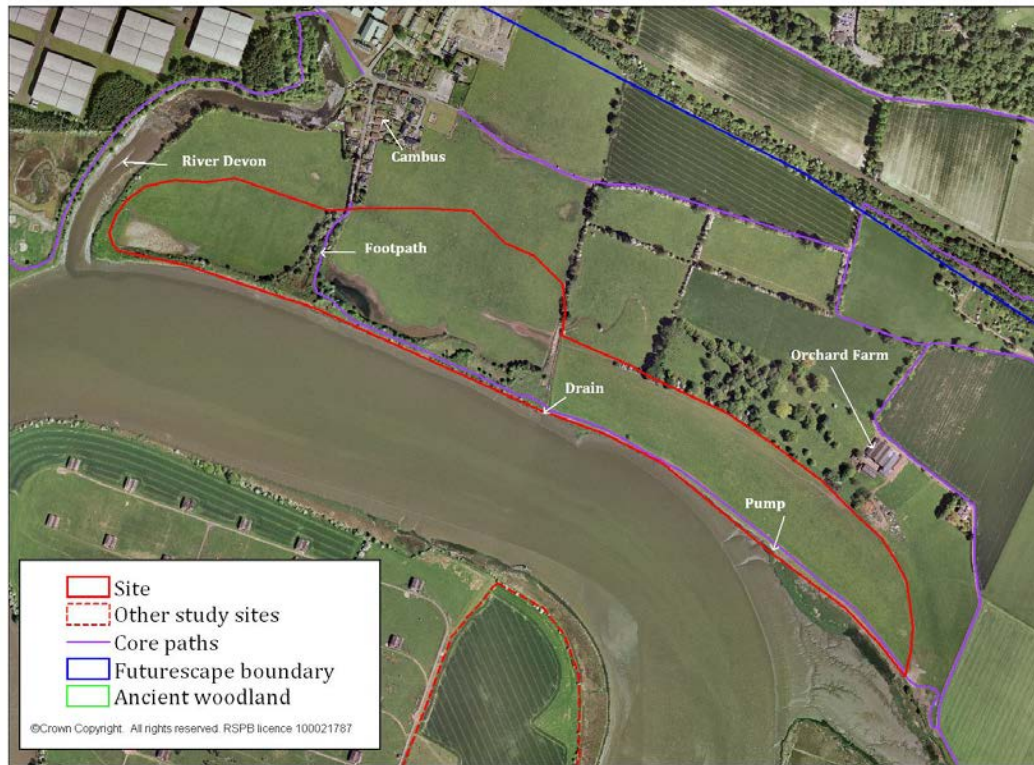 River Devon
Cambus
Footpath
Orchard Farm
Drain
Pump
Site
Other study sites
Core paths
Futurescape boundary
Ancient woodland
©Crown Copyright. All rights reserved. RSPB licence 100021787